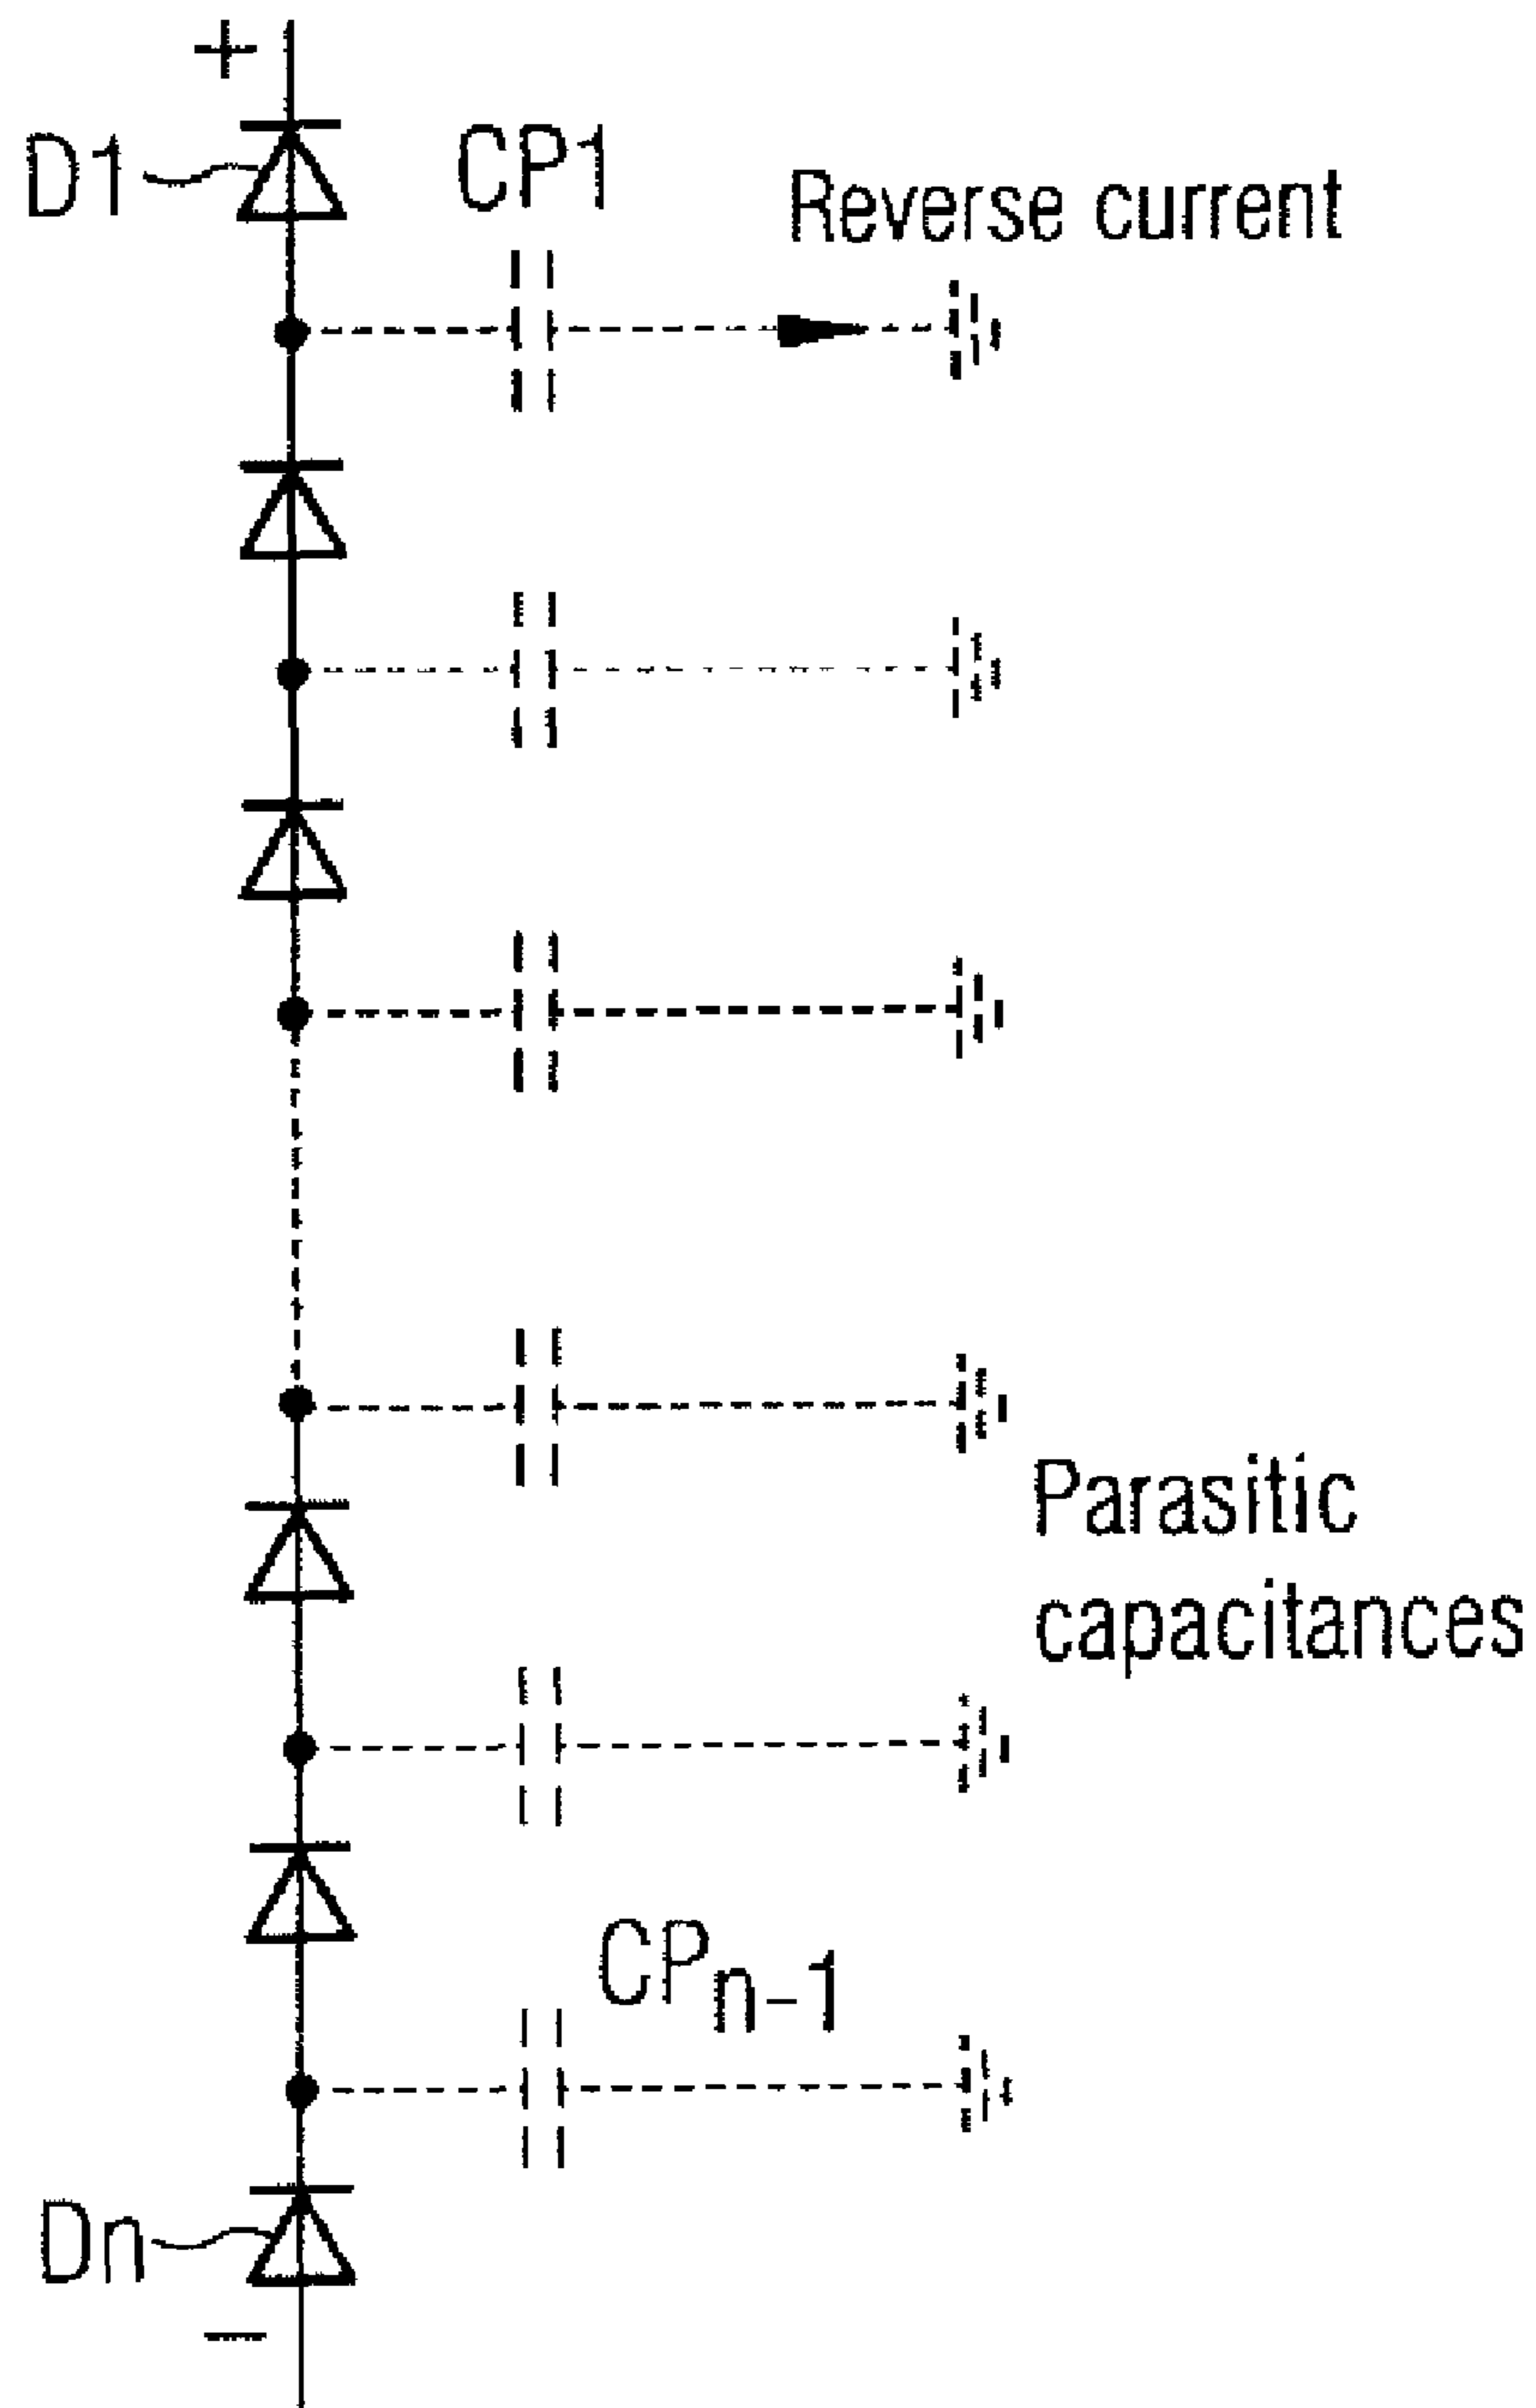 +
D1
CP1
Reverse current
Parasitic
capacitances
CPn-1
Dn
−